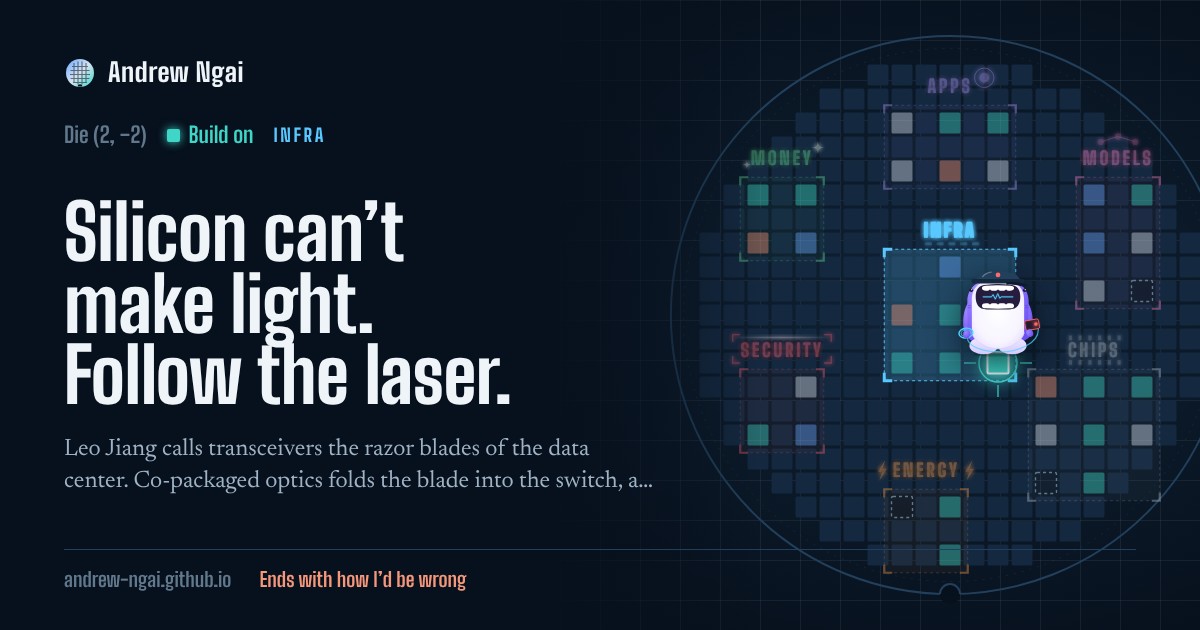 Andrew Ngai
Die (2, −2) Build on INFRA
Silicon can’t
make light.
Follow the laser.
Leo Jiang calls transceivers the razor blades of the data
center. Co-packaged optics folds the blade into the switch, a...
andrew-ngai.github.io Ends with how I’d be wrong
APPS
MONEY
MODELS
INFRA
SECURITY
CHIPS
ENERGY